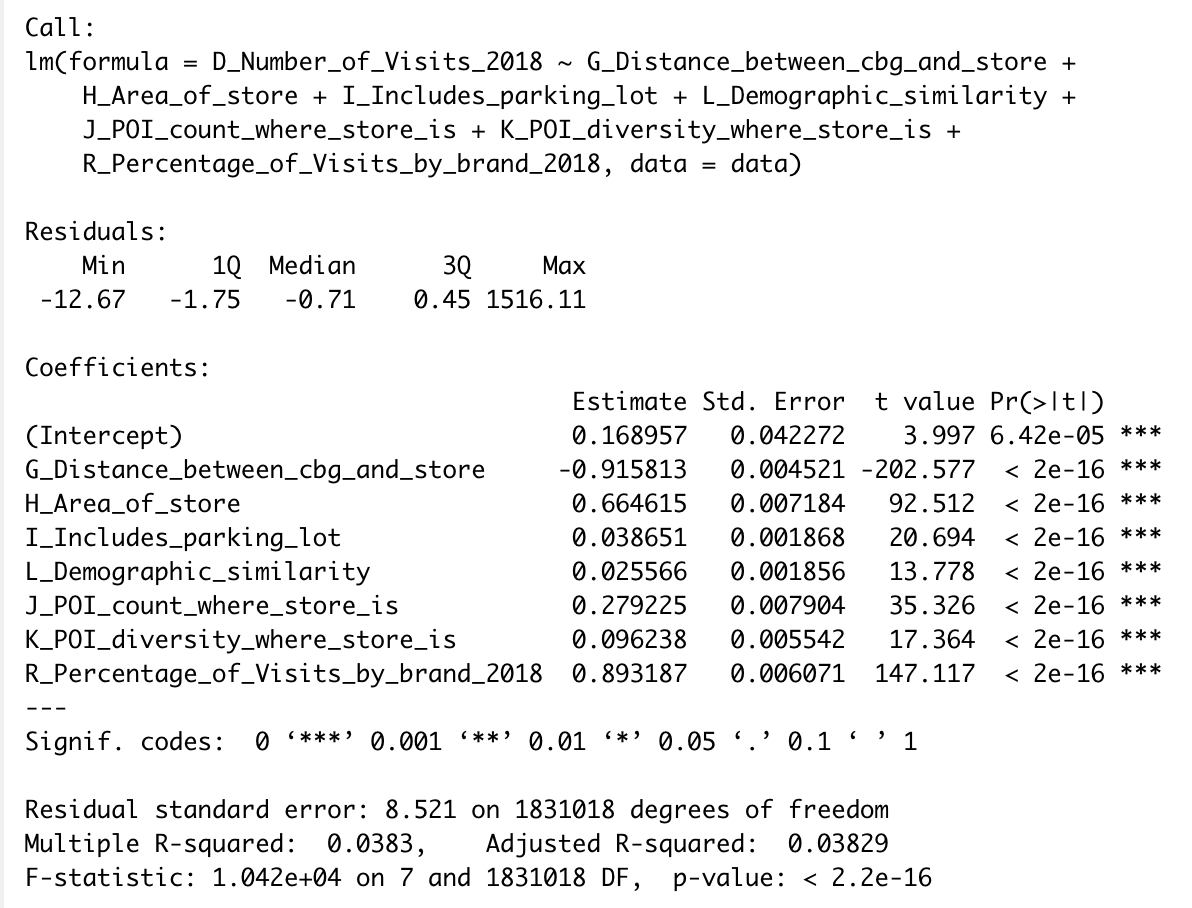 Call:
lm(formula = D_Number_of_Visits_2018 ~ G_Distance_between_cbg_and_store +
    H_Area_of_store + I_Includes_parking_lot + L_Demographic_similarity +
    J_POI_count_where_store_is + K_POI_diversity_where_store_is +
    R_Percentage_of_Visits_by_brand_2018, data = data)

Residuals:
    Min      1Q  Median      3Q     Max
 -12.67   -1.75   -0.71    0.45 1516.11

Coefficients:
                                      Estimate Std. Error  t value Pr(>|t|)
(Intercept)                           0.168957   0.042272    3.997 6.42e-05 ***
G_Distance_between_cbg_and_store     -0.915813   0.004521 -202.577  < 2e-16 ***
H_Area_of_store                       0.664615   0.007184   92.512  < 2e-16 ***
I_Includes_parking_lot                0.038651   0.001868   20.694  < 2e-16 ***
L_Demographic_similarity              0.025566   0.001856   13.778  < 2e-16 ***
J_POI_count_where_store_is            0.279225   0.007904   35.326  < 2e-16 ***
K_POI_diversity_where_store_is        0.096238   0.005542   17.364  < 2e-16 ***
R_Percentage_of_Visits_by_brand_2018  0.893187   0.006071  147.117  < 2e-16 ***
---
Signif. codes:  0 ‘***’ 0.001 ‘**’ 0.01 ‘*’ 0.05 ‘.’ 0.1 ‘ ’ 1

Residual standard error: 8.521 on 1831018 degrees of freedom
Multiple R-squared:  0.0383,    Adjusted R-squared:  0.03829
F-statistic: 1.042e+04 on 7 and 1831018 DF,  p-value: < 2.2e-16